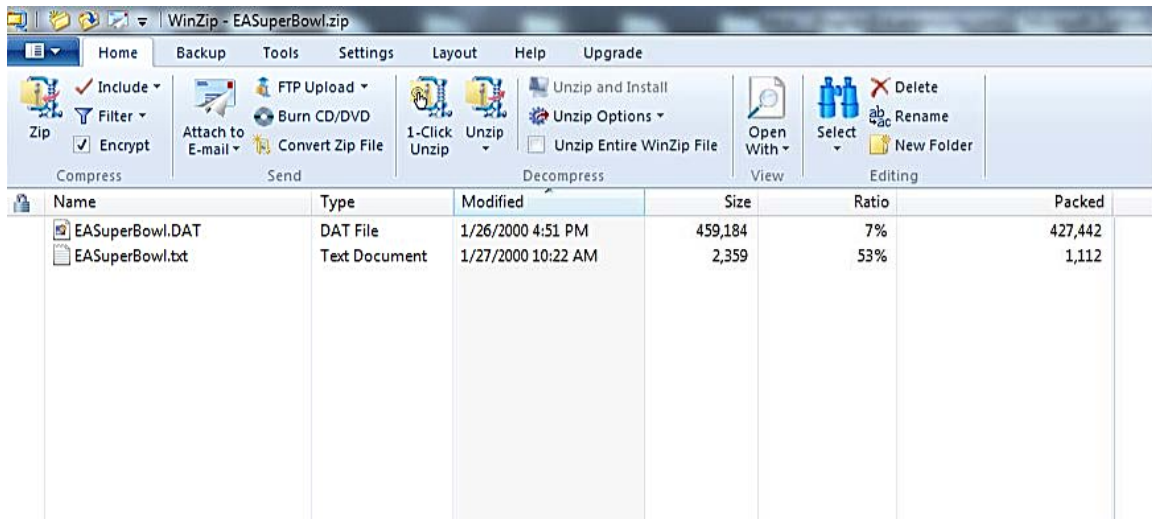 WinZip - EASuperBowl.zip
Home Backup Tools Settings Layout Help Upgrade
Zip
Include
Filter
Encrypt
Compress
Attach to
E-mail
FTP Upload
Burn CD/DVD
Convert Zip File
Send
1-Click
Unzip
Unzip
Unzip and Install
Unzip Options
Unzip Entire WinZip File
Decompress
Open
With
View
Select
Delete
ab ac Rename
New Folder
Editing
Name Type Modified Size Ratio Packed
EASuperBowl.DAT DAT File 1/26/2000 4:51 PM 459,184 7% 427,442
EASuperBowl.txt Text Document 1/27/2000 10:22 AM 2,359 53% 1,112